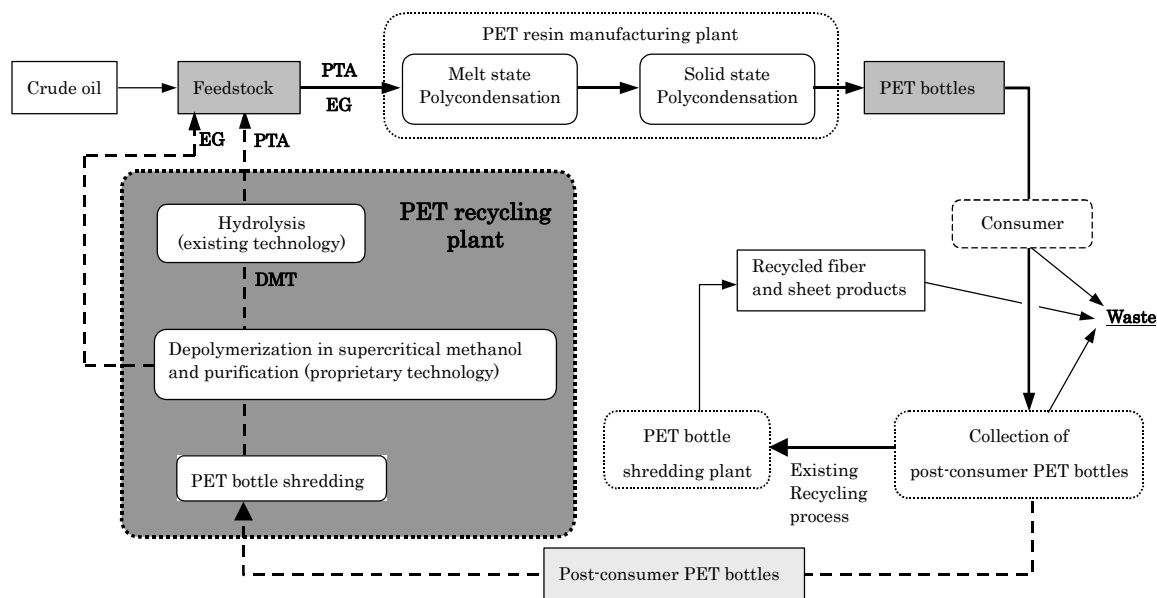 PET resin manufacturing plant
Crude oil
Feedstock
PTA
EG
Melt state
Polycondensation
Solid state
Polycondensation
PET bottles
EG
PTA
PET recycling
plant
Hydrolysis
(existing technology)
DMT
Consumer
Recycled fiber
and sheet products
Waste
Depolymerization in supercritical methanol
and purification (proprietary technology)
PET bottle
shredding plant
Existing
Recycling
process
Collection of
post-consumer PET bottles
PET bottle shredding
Post-consumer PET bottles